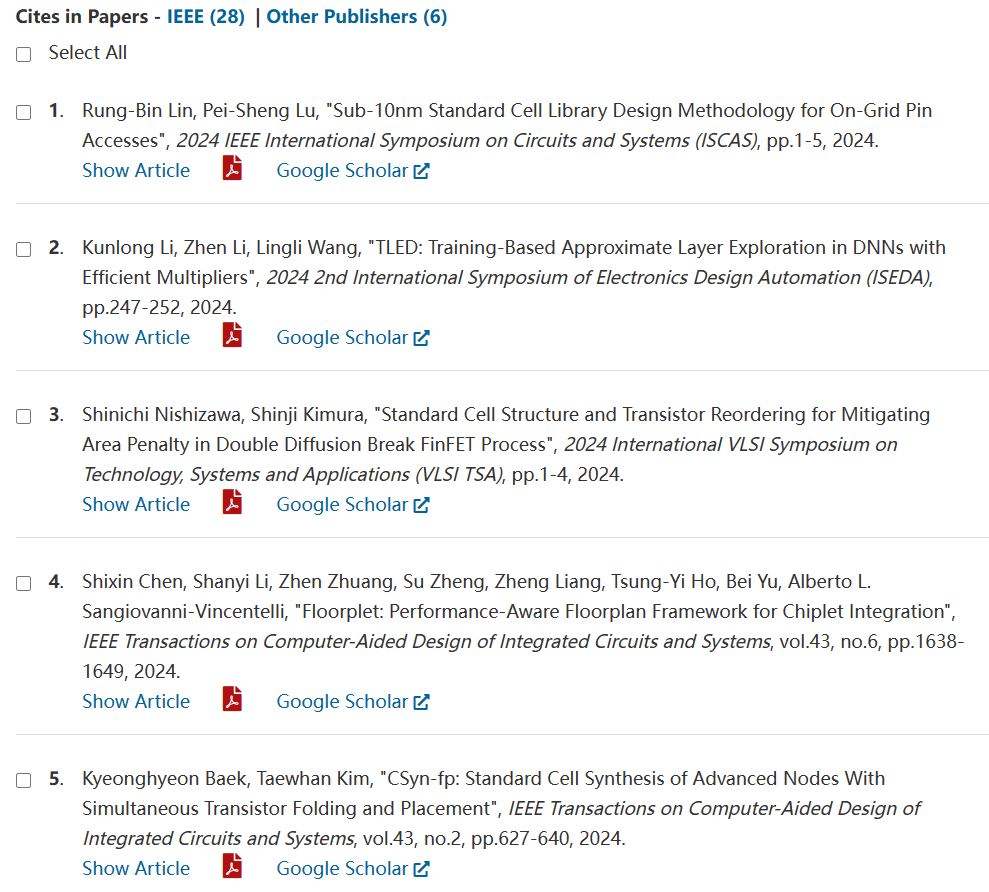 Cites in Papers - IEEE (28) | Other Publishers (6)
Select All
1. Rung-Bin Lin, Pei-Sheng Lu, "Sub-10nm Standard Cell Library Design Methodology for On-Grid Pin
Accesses", 2024 IEEE International Symposium on Circuits and Systems (ISCAS), pp.1-5, 2024.
Show Article Google Scholar
2. Kunlong Li, Zhen Li, Lingli Wang, "TLED: Training-Based Approximate Layer Exploration in DNNs with
Efficient Multipliers", 2024 2nd International Symposium of Electronics Design Automation (ISEDA),
pp.247-252, 2024.
Show Article Google Scholar
3. Shinichi Nishizawa, Shinji Kimura, "Standard Cell Structure and Transistor Reordering for Mitigating
Area Penalty in Double Diffusion Break FinFET Process", 2024 International VLSI Symposium on
Technology, Systems and Applications (VLSI TSA), pp.1-4, 2024.
Show Article Google Scholar
4. Shixin Chen, Shanyi Li, Zhen Zhuang, Su Zheng, Zheng Liang, Tsung-Yi Ho, Bei Yu, Alberto L.
Sangiovanni-Vincentelli, "Floorplet: Performance-Aware Floorplan Framework for Chiplet Integration",
IEEE Transactions on Computer-Aided Design of Integrated Circuits and Systems, vol.43, no.6, pp.1638-
1649, 2024.
Show Article Google Scholar
5. Kyeonghyeon Baek, Taewhan Kim, "CSyn-fp: Standard Cell Synthesis of Advanced Nodes With
Simultaneous Transistor Folding and Placement", IEEE Transactions on Computer-Aided Design of
Integrated Circuits and Systems, vol.43, no.2, pp.627-640, 2024.
Show Article Google Scholar